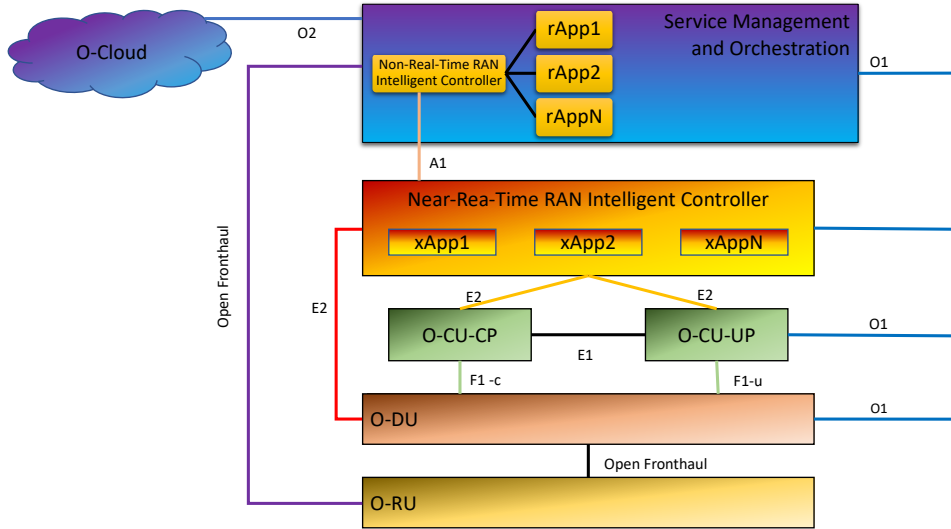 O-Cloud
O2
Service Management
and Orchestration
rApp1
Non-Real-Time RAN
Intelligent Controller
rApp2
rAppN
O1
A1
Near-Rea-Time RAN Intelligent Controller
xApp1
xApp2
xAppN
Open Fronthaul
E2
E2
E2
O-CU-CP
E1
O-CU-UP
O1
F1 -c
F1-u
O-DU
O1
Open Fronthaul
O-RU